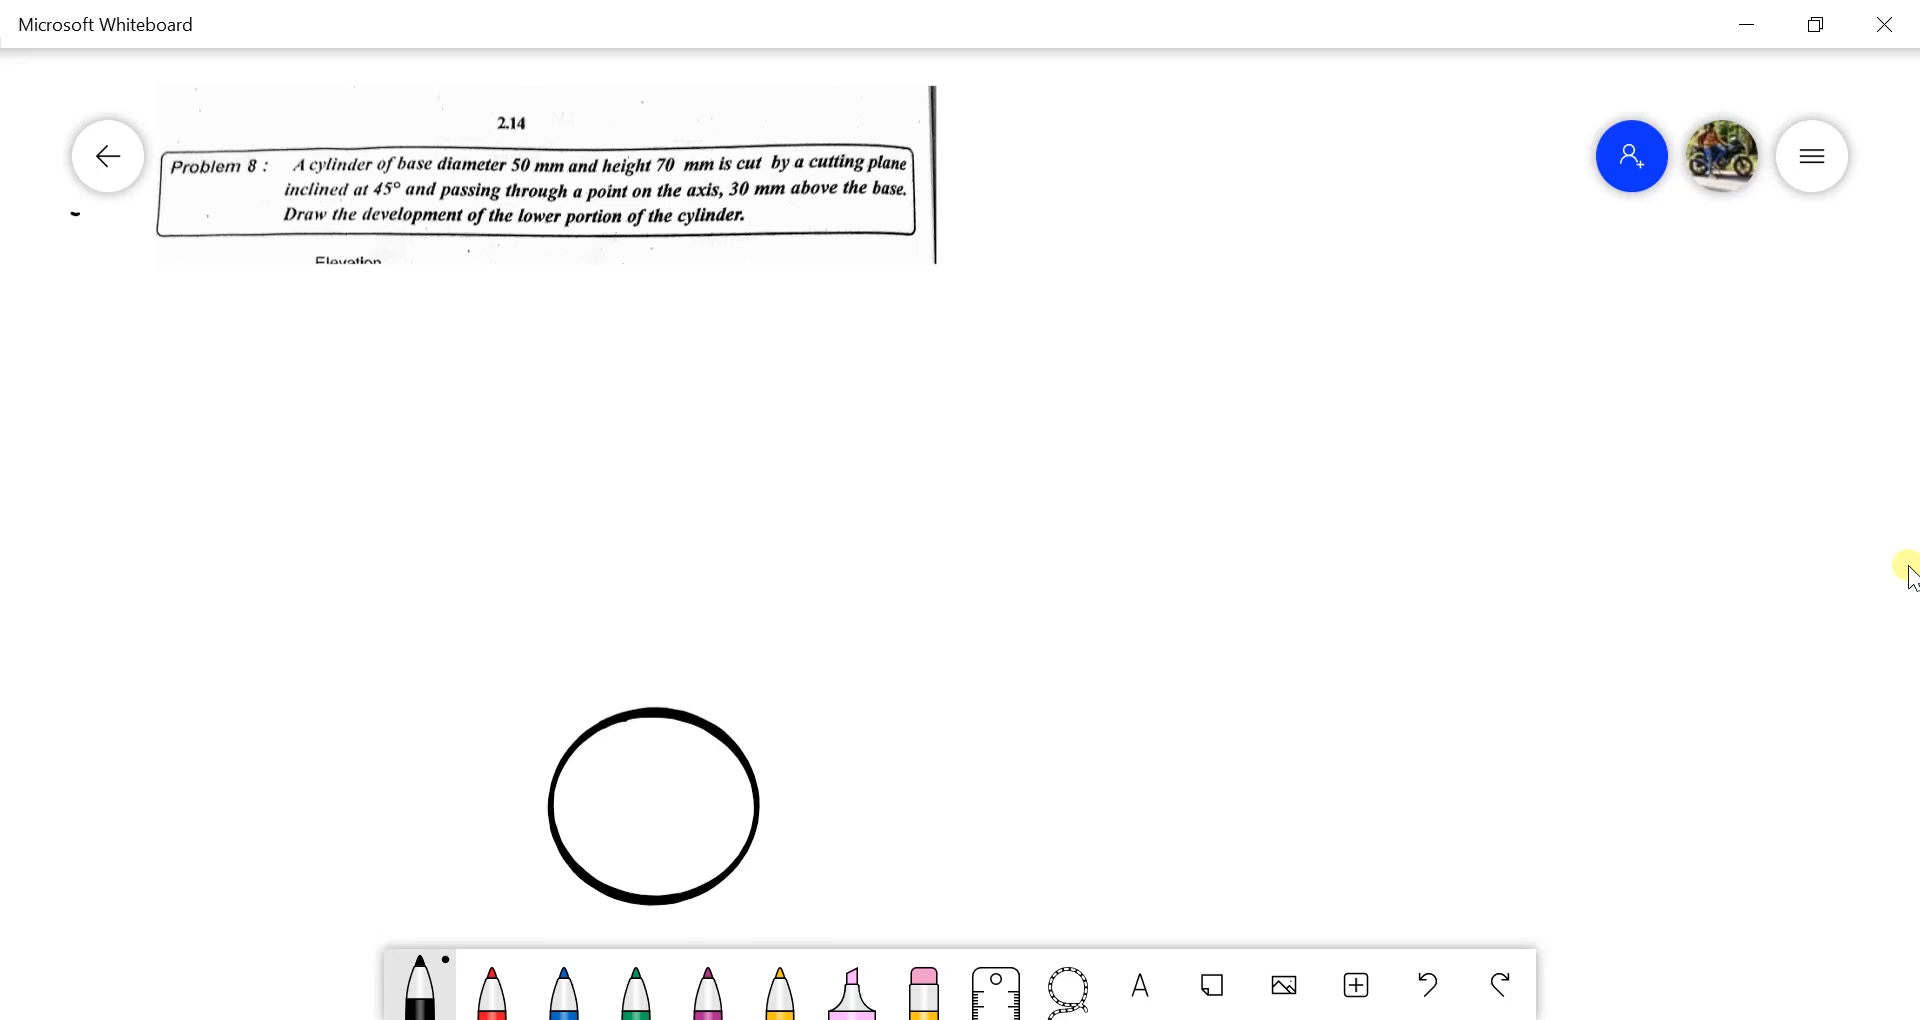 Microsoft Whiteboard
2.14
Problem 8 : A cylinder of base diameter 50 mm and height 70 mm is cut by a cutting plane
inclined at 45° and passing through a point on the axis, 30 mm above the base.
Draw the development of the lower portion of the cylinder.
Elevation